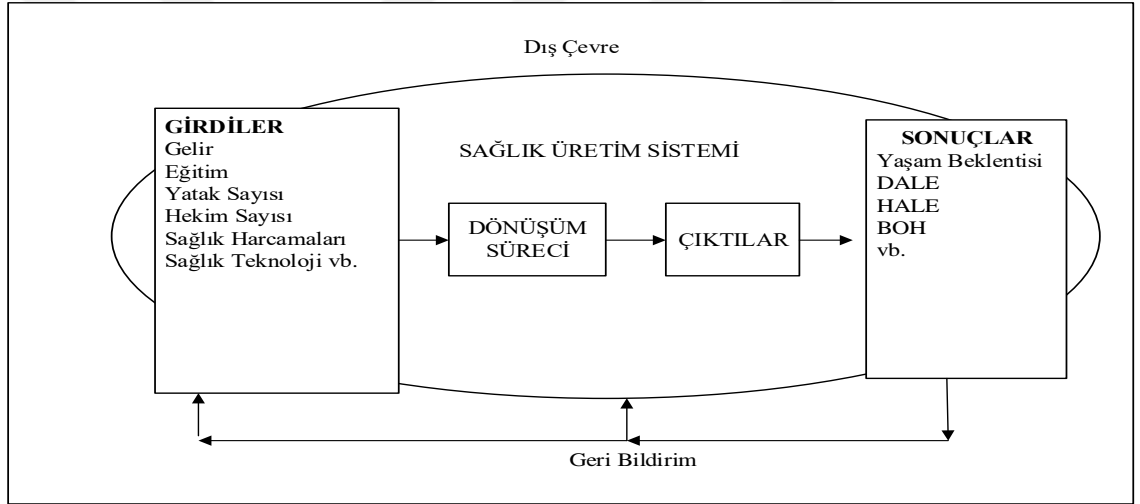 Dış Çevre
GİRDİLER
Gelir
Eğitim
Yatak Sayısı
Hekim Sayısı
Sağlık Harcamaları
Sağlık Teknoloji vb.
SAĞLIK ÜRETİM SİSTEMİ
DÖNÜŞÜM
SÜRECİ
ÇIKTILAR
SONUÇLAR
Yaşam Beklentisi
DALE
HALE
BOH
vb.
Geri Bildirim